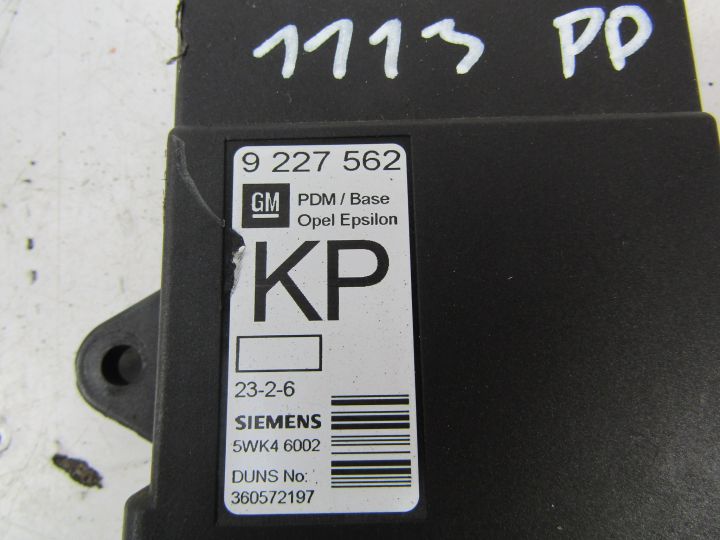 1113 PP
9 227 562
GM
PDM / Base
Opel Epsilon
KP
23-2-6
SIEMENS
5WK4 6002
DUNS No:
360572197